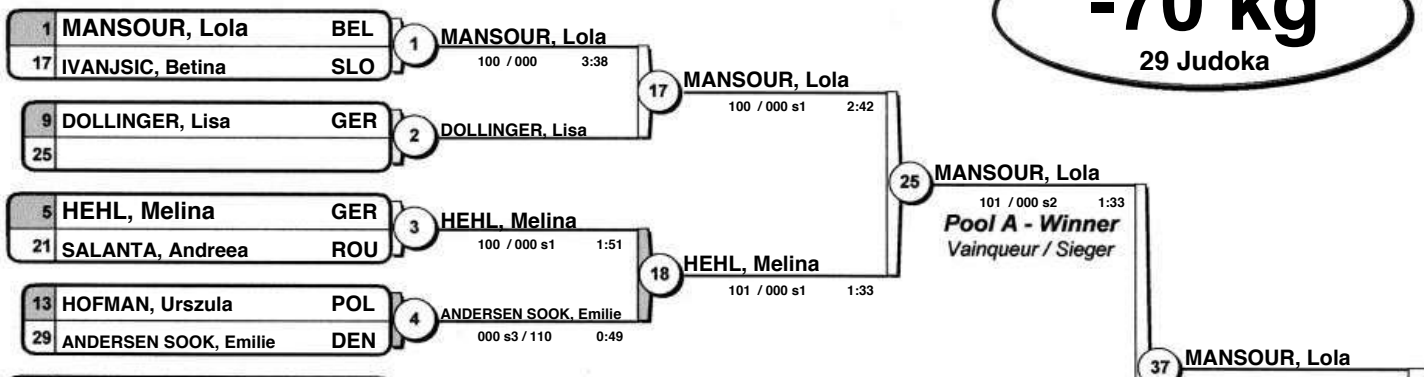 -70 kg
29 Judoka
1 MANSOUR, Lola BEL
17 IVANJSIC, Betina SLO
1
MANSOUR, Lola
100 / 000 3:38
9 DOLLINGER, Lisa GER
25
2
DOLLINGER, Lisa
17
MANSOUR, Lola
100 / 000 s1 2:42
5 HEHL, Melina GER
21 SALANTA, Andreea ROU
3
HEHL, Melina
100 / 000 s1 1:51
13 HOFMAN, Urszula POL
29 ANDERSEN SOOK, Emilie DEN
4
ANDERSEN SOOK, Emilie
000 s3 / 110 0:49
18
HEHL, Melina
101 / 000 s1 1:33
25
MANSOUR, Lola
101 / 000 s2 1:33
Pool A - Winner
Vainqueur / Sieger
37
MANSOUR, Lola